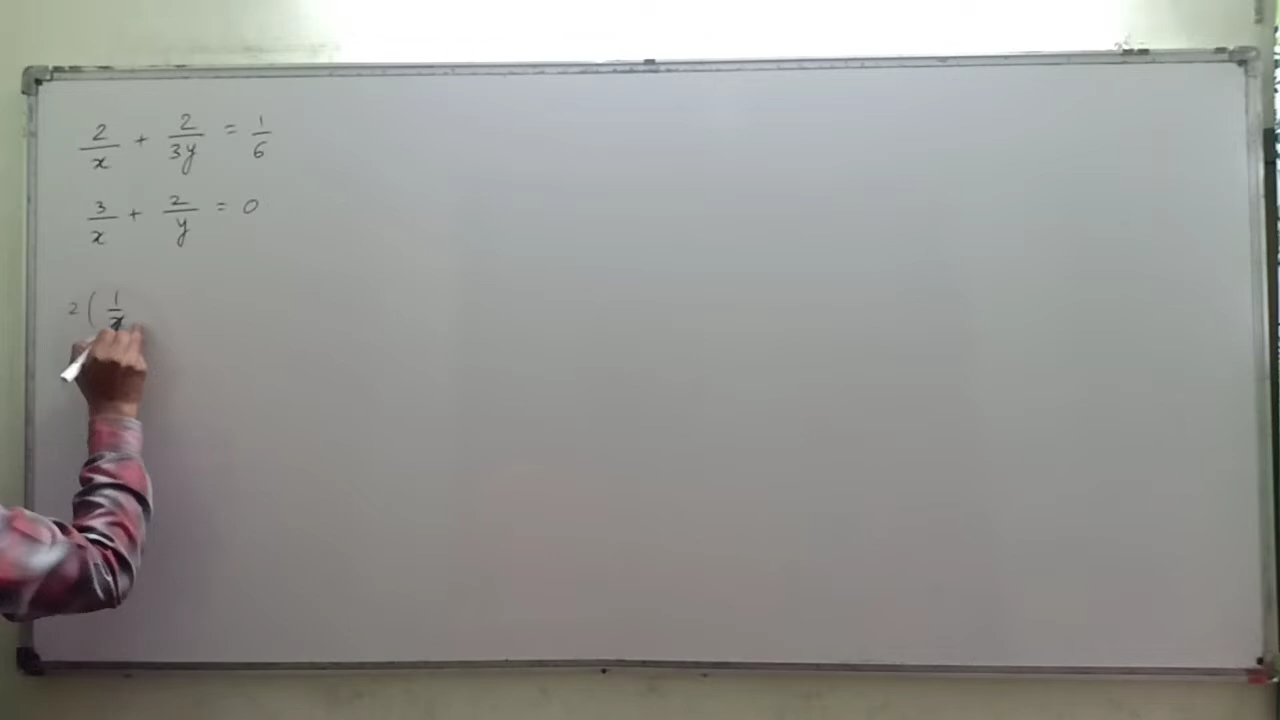 2/x + 2/3y = 1/6
3/x + 2/y = 0
2 ( 1/x